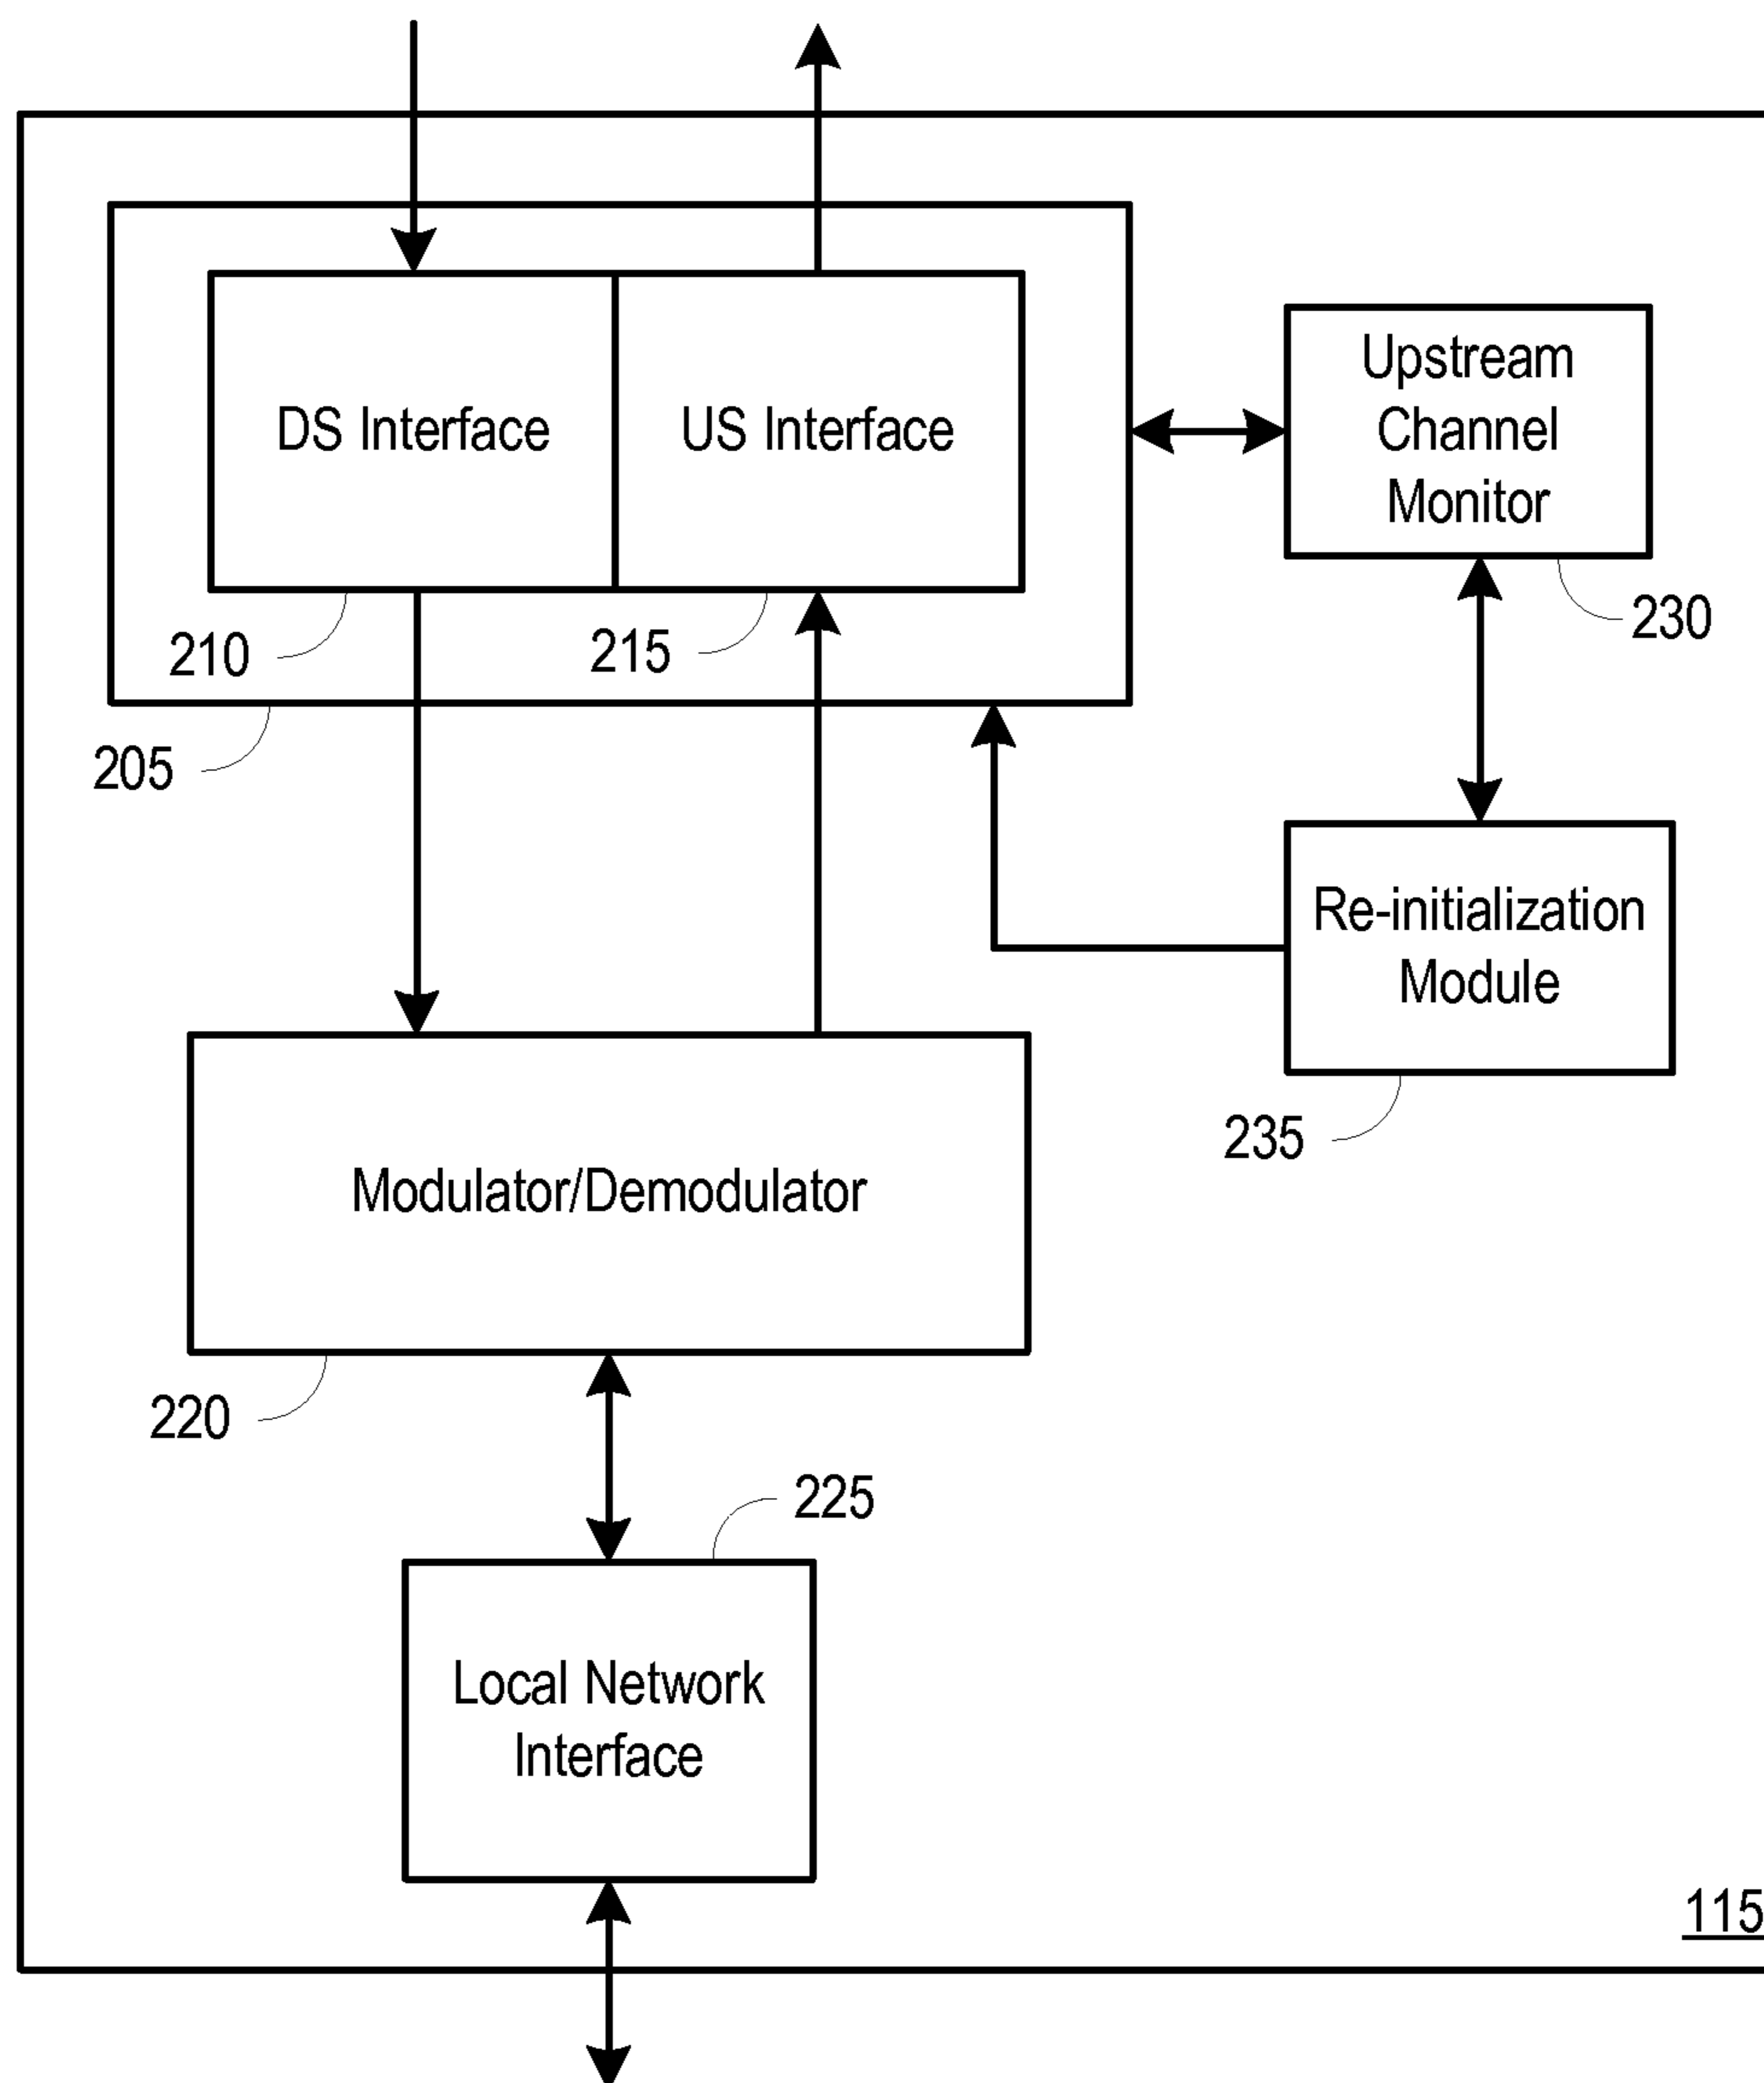 DS Interface
US Interface
Upstream
Channel
Monitor
210
215
230
205
Re-initialization
Module
235
Modulator/Demodulator
220
225
Local Network
Interface
115